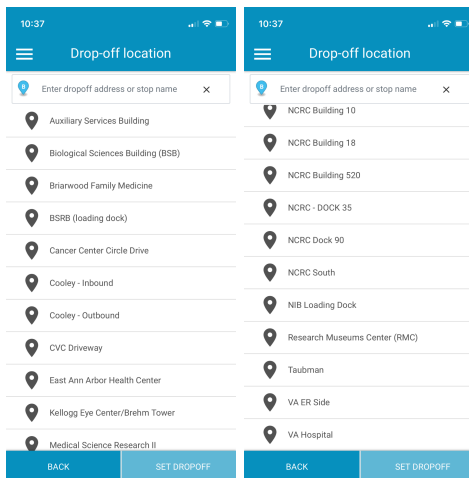 10:37
Drop-off location
B
Enter dropoff address or stop name
×
Auxiliary Services Building
Biological Sciences Building (BSB)
Briarwood Family Medicine
BSRB (loading dock)
Cancer Center Circle Drive
Cooley - Inbound
Cooley - Outbound
CVC Driveway
East Ann Arbor Health Center
Kellogg Eye Center/Brehm Tower
Medical Science Research II
BACK
SET DROPOFF
10:37
Drop-off location
B
Enter dropoff address or stop name
×
NCRC Building 10
NCRC Building 18
NCRC Building 520
NCRC - DOCK 35
NCRC Dock 90
NCRC South
NIB Loading Dock
Research Museums Center (RMC)
Taubman
VA ER Side
VA Hospital
BACK
SET DROPOFF